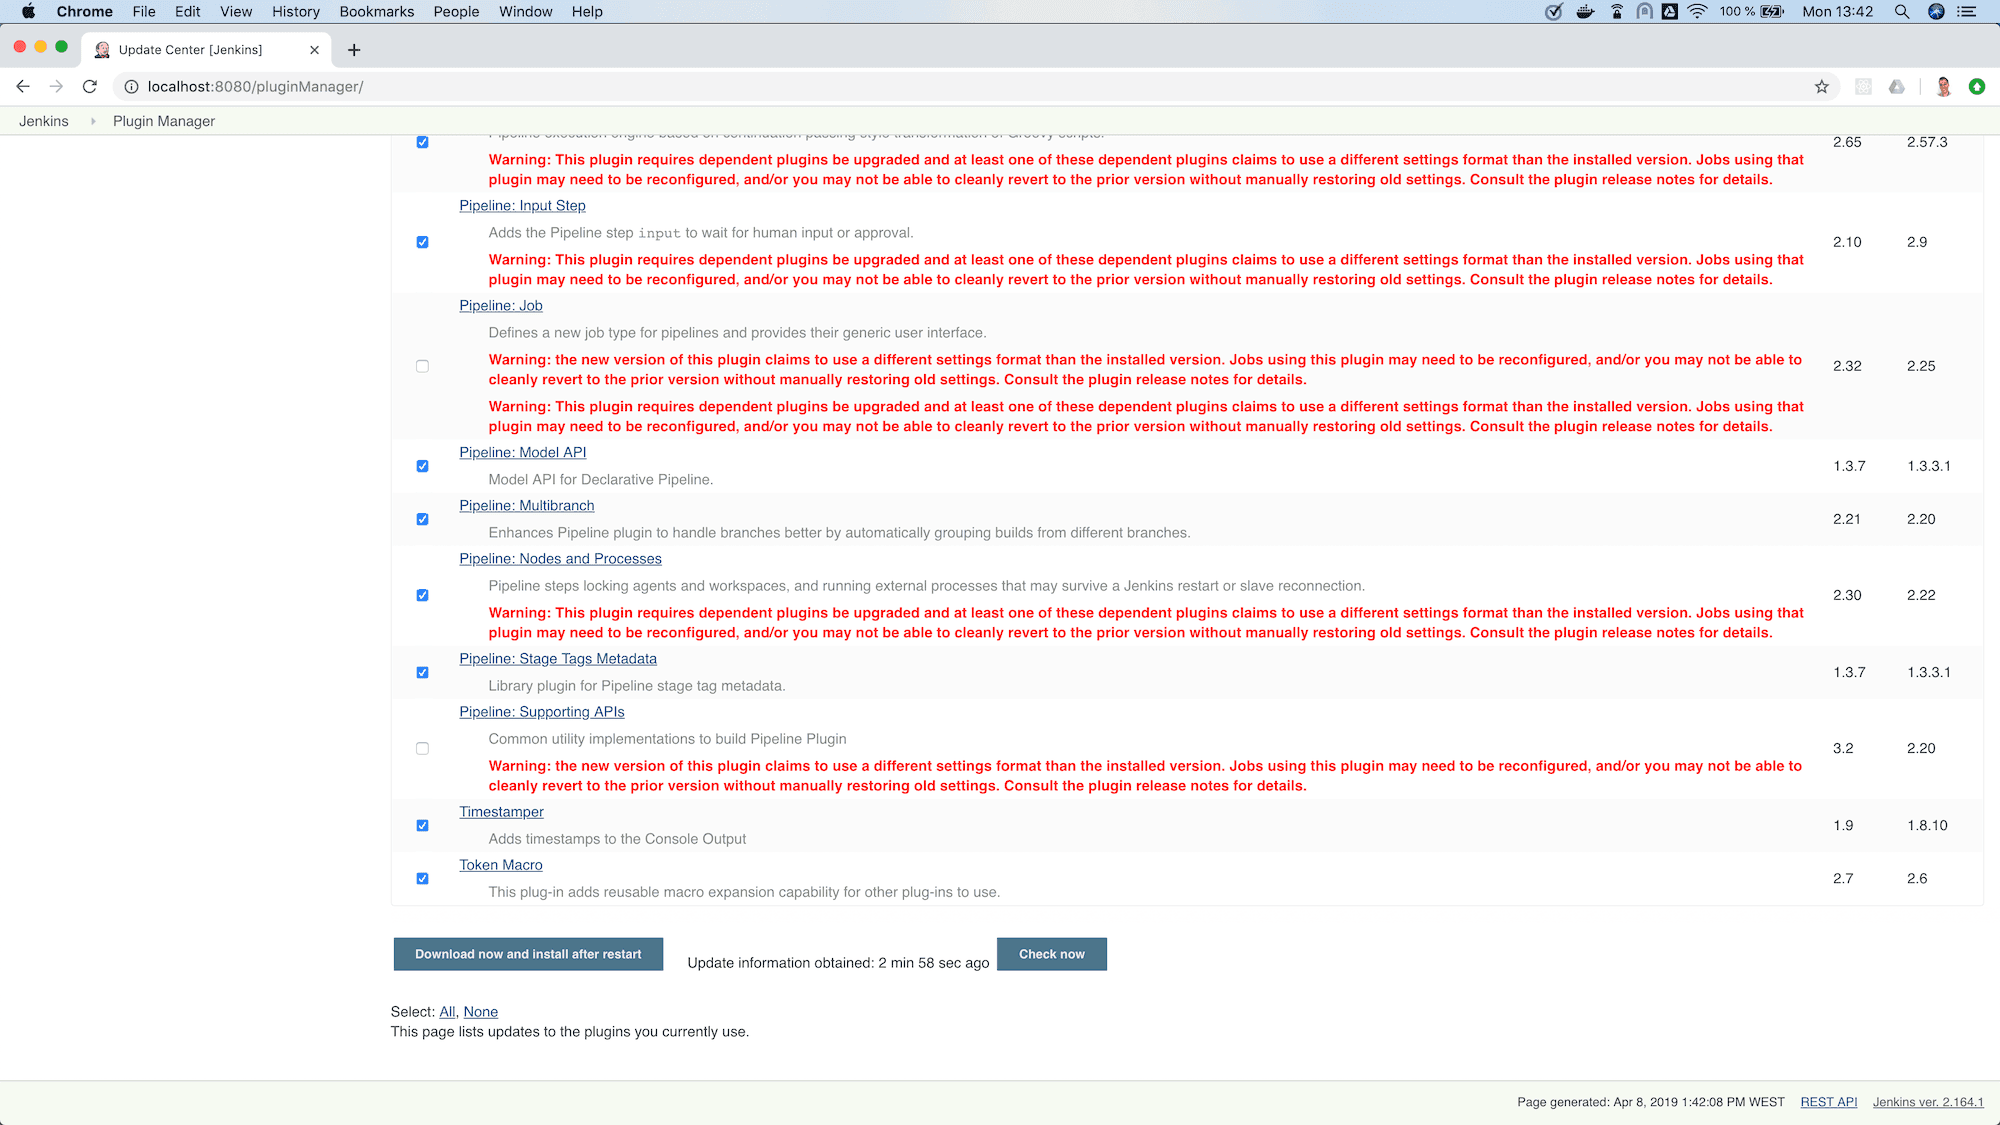 Chrome File Edit View History Bookmarks People Window Help 100 % Mon 13:42
Update Center [Jenkins]
localhost:8080/pluginManager/
Jenkins Plugin Manager
Pipeline execution engine based on continuation passing style transformation of Groovy scripts.
2.65 2.57.3
Warning: This plugin requires dependent plugins be upgraded and at least one of these dependent plugins claims to use a different settings format than the installed version. Jobs using that
plugin may need to be reconfigured, and/or you may not be able to cleanly revert to the prior version without manually restoring old settings. Consult the plugin release notes for details.
Pipeline: Input Step
Adds the Pipeline step input to wait for human input or approval.
2.10 2.9
Warning: This plugin requires dependent plugins be upgraded and at least one of these dependent plugins claims to use a different settings format than the installed version. Jobs using that
plugin may need to be reconfigured, and/or you may not be able to cleanly revert to the prior version without manually restoring old settings. Consult the plugin release notes for details.
Pipeline: Job
Defines a new job type for pipelines and provides their generic user interface.
Warning: the new version of this plugin claims to use a different settings format than the installed version. Jobs using this plugin may need to be reconfigured, and/or you may not be able to
2.32 2.25
cleanly revert to the prior version without manually restoring old settings. Consult the plugin release notes for details.
Warning: This plugin requires dependent plugins be upgraded and at least one of these dependent plugins claims to use a different settings format than the installed version. Jobs using that
plugin may need to be reconfigured, and/or you may not be able to cleanly revert to the prior version without manually restoring old settings. Consult the plugin release notes for details.
Pipeline: Model API
1.3.7 1.3.3.1
Model API for Declarative Pipeline.
Pipeline: Multibranch
2.21 2.20
Enhances Pipeline plugin to handle branches better by automatically grouping builds from different branches.
Pipeline: Nodes and Processes
Pipeline steps locking agents and workspaces, and running external processes that may survive a Jenkins restart or slave reconnection.
2.30 2.22
Warning: This plugin requires dependent plugins be upgraded and at least one of these dependent plugins claims to use a different settings format than the installed version. Jobs using that
plugin may need to be reconfigured, and/or you may not be able to cleanly revert to the prior version without manually restoring old settings. Consult the plugin release notes for details.
Pipeline: Stage Tags Metadata
1.3.7 1.3.3.1
Library plugin for Pipeline stage tag metadata.
Pipeline: Supporting APIs
Common utility implementations to build Pipeline Plugin
3.2 2.20
Warning: the new version of this plugin claims to use a different settings format than the installed version. Jobs using this plugin may need to be reconfigured, and/or you may not be able to
cleanly revert to the prior version without manually restoring old settings. Consult the plugin release notes for details.
Timestamper
1.9 1.8.10
Adds timestamps to the Console Output
Token Macro
2.7 2.6
This plug-in adds reusable macro expansion capability for other plug-ins to use.
Download now and install after restart Update information obtained: 2 min 58 sec ago Check now
Select: All, None
This page lists updates to the plugins you currently use.
Page generated: Apr 8, 2019 1:42:08 PM WEST REST API Jenkins ver. 2.164.1